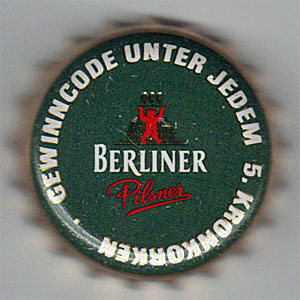 GEWINNCODE UNTER JEDEM 5. KRONKORKEN
BERLINER
Pilsner